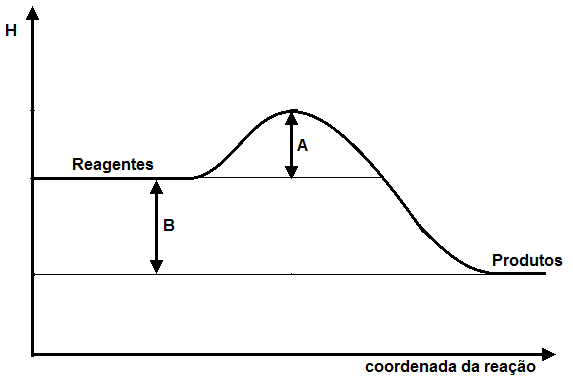 H
Reagentes
A
B
Produtos
coordenada da reação